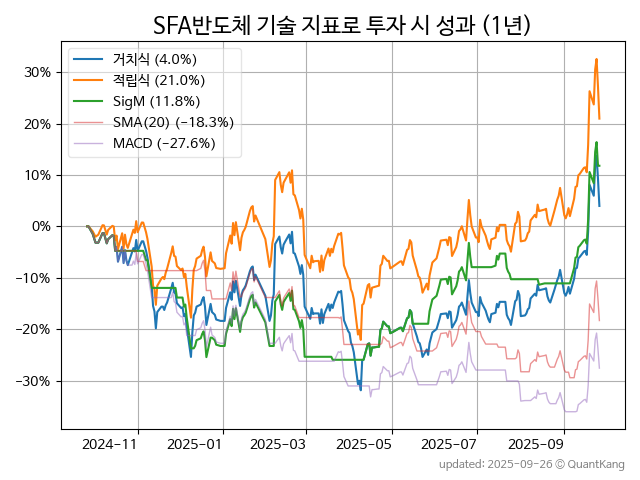 SFA반도체 기술 지표로 투자 시 성과 (1년)
거치식 (4.0%)
적립식 (21.0%)
SigM (11.8%)
SMA(20) (−18.3%)
MACD (−27.6%)
30%
20%
10%
0%
−10%
−20%
−30%
2024-11 2025-01 2025-03 2025-05 2025-07 2025-09
updated: 2025-09-26 © QuantKang